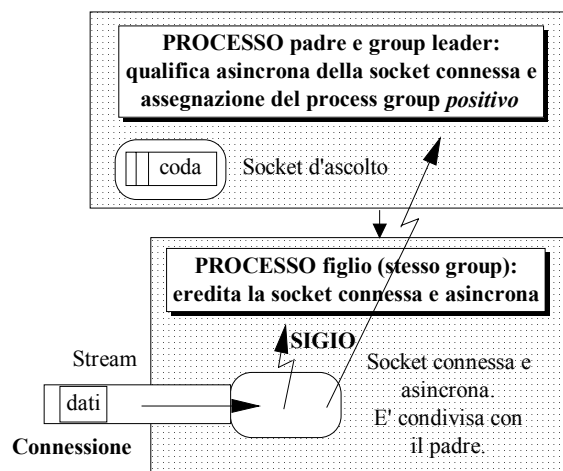 PROCESSO padre e group leader:
qualifica asincrona della socket connessa e
assegnazione del process group positivo
coda
Socket d'ascolto
PROCESSO figlio (stesso group):
eredita la socket connessa e asincrona
SIGIO
Stream
dati
Connessione
Socket connessa e
asincrona.
E' condivisa con
il padre.